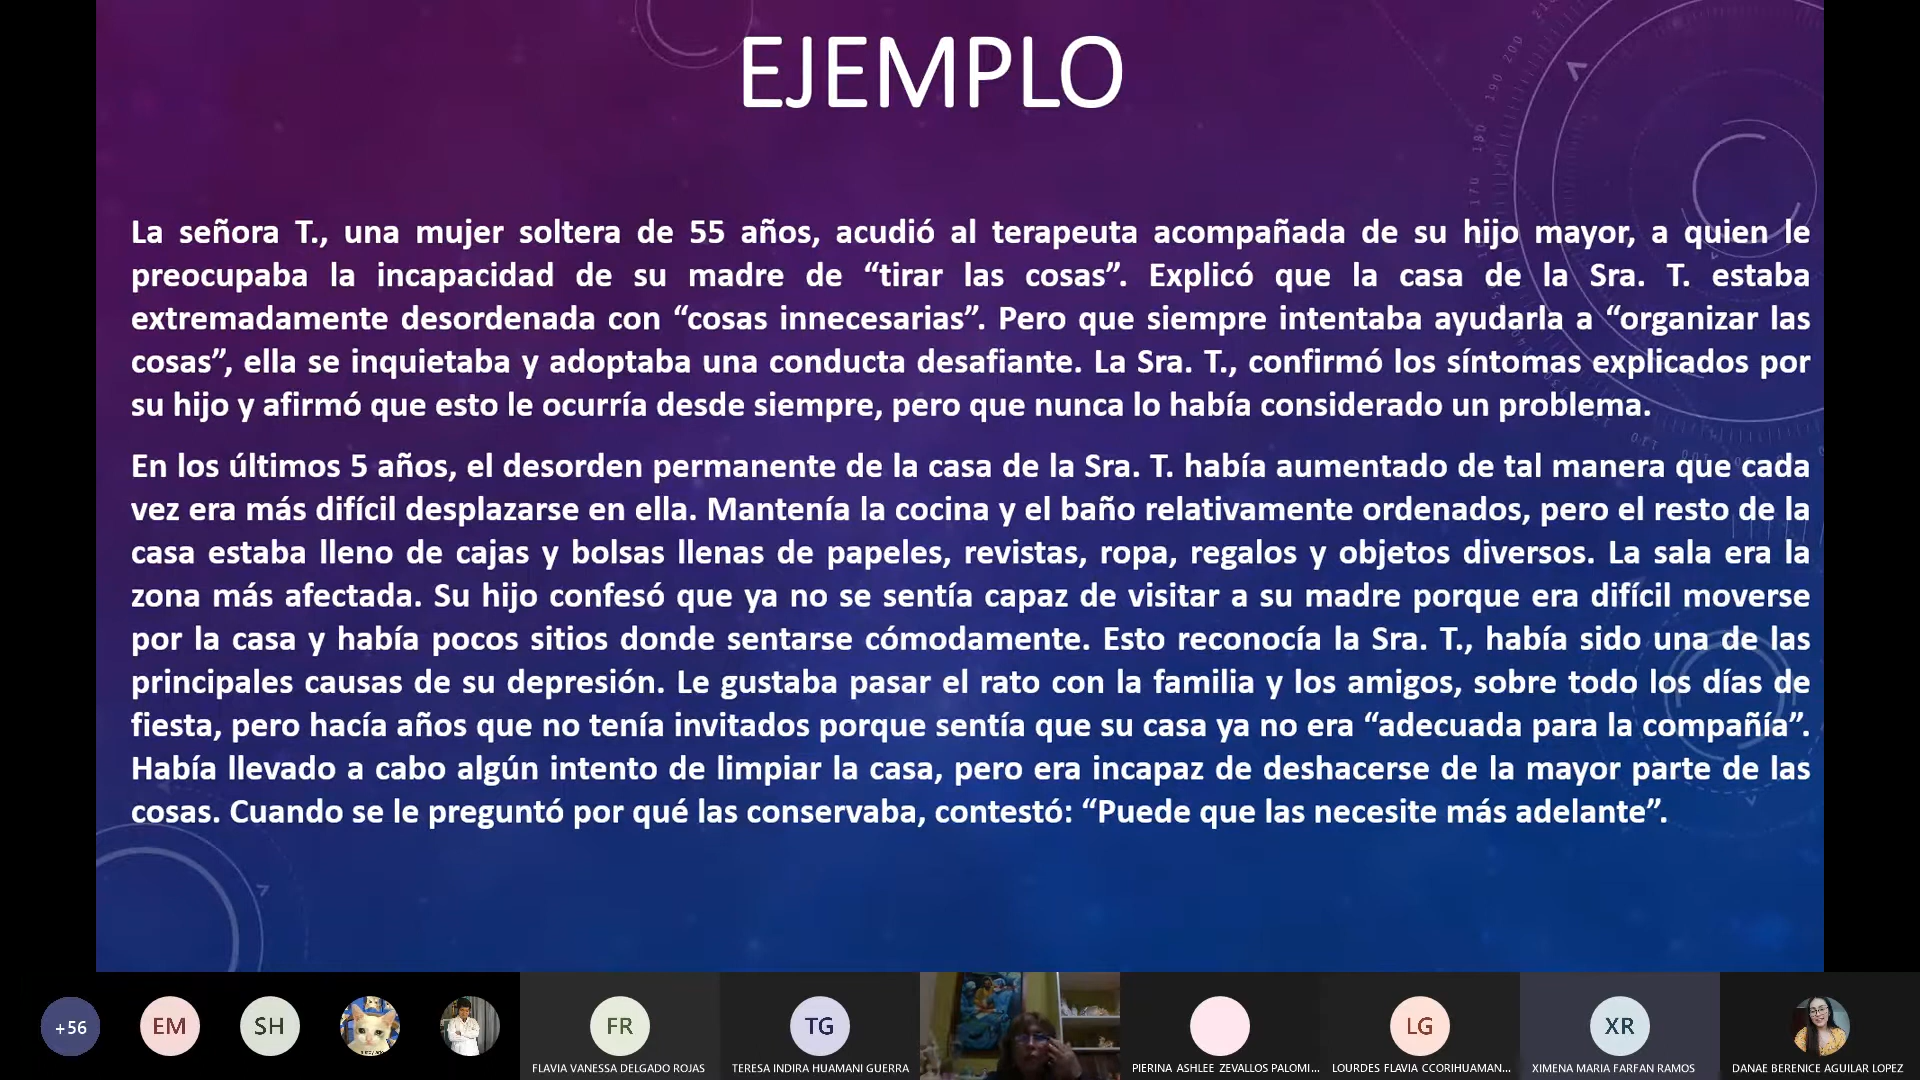 EJEMPLO
La señora T., una mujer soltera de 55 años, acudió al terapeuta acompañada de su hijo mayor, a quien le
preocupaba la incapacidad de su madre de “tirar las cosas”. Explicó que la casa de la Sra. T. estaba
extremadamente desordenada con “cosas innecesarias”. Pero que siempre intentaba ayudarla a “organizar las
cosas”, ella se inquietaba y adoptaba una conducta desafiante. La Sra. T., confirmó los síntomas explicados por
su hijo y afirmó que esto le ocurría desde siempre, pero que nunca lo había considerado un problema.
En los últimos 5 años, el desorden permanente de la casa de la Sra. T. había aumentado de tal manera que cada
vez era más difícil desplazarse en ella. Mantenía la cocina y el baño relativamente ordenados, pero el resto de la
casa estaba lleno de cajas y bolsas llenas de papeles, revistas, ropa, regalos y objetos diversos. La sala era la
zona más afectada. Su hijo confesó que ya no se sentía capaz de visitar a su madre porque era difícil moverse
por la casa y había pocos sitios donde sentarse cómodamente. Esto reconocía la Sra. T., había sido una de las
principales causas de su depresión. Le gustaba pasar el rato con la familia y los amigos, sobre todo los días de
fiesta, pero hacía años que no tenía invitados porque sentía que su casa ya no era “adecuada para la compañía”.
Había llevado a cabo algún intento de limpiar la casa, pero era incapaz de deshacerse de la mayor parte de las
cosas. Cuando se le preguntó por qué las conservaba, contestó: “Puede que las necesite más adelante”.
+56
EM
SH
FR
TG
LG
XR
FLAVIA VANESSA DELGADO ROJAS
TERESA INDIRA HUAMANI GUERRA
PIERINA ASHLEE ZEVALLOS PALOMI...
LOURDES FLAVIA CCORIHUAMAN...
XIMENA MARIA FARFAN RAMOS
DANAE BERENICE AGUILAR LOPEZ
170
180
190
200